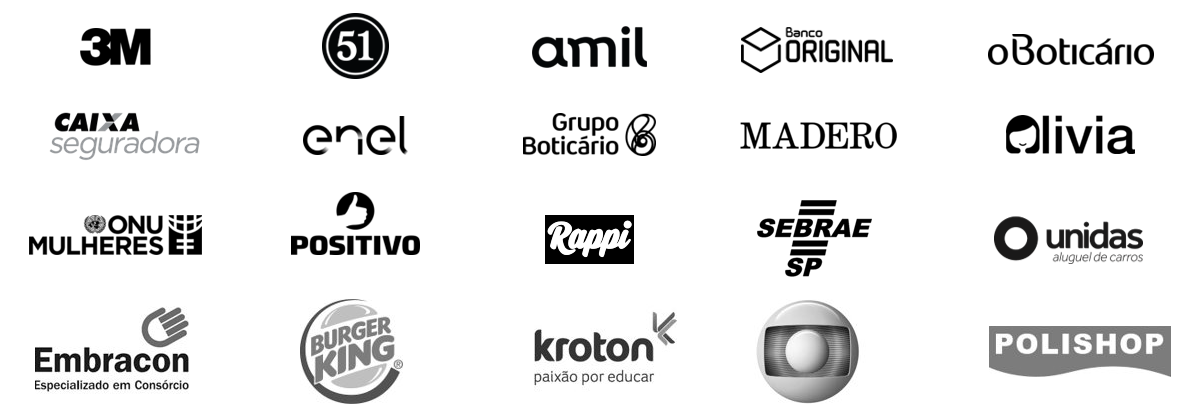 3M
51
amil
Banco
ORIGINAL
oBoticário
CAIXA
seguradora
enel
Grupo
Boticário
MADERO
Olivia
ONU
MULHERES
POSITIVO
Rappi
SEBRAE
SP
unidas
aluguel de carros
Embracon
Especializado em Consórcio
BURGER
KING®
kroton
paixão por educar
POLISHOP